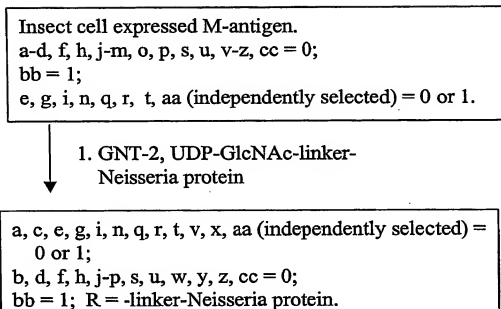 Insect cell expressed M-antigen.
a-d, f, h, j-m, o, p, s, u, v-z, cc = 0;
bb = 1;
e, g, i, n, q, r, t, aa (independently selected) = 0 or 1.
1. GNT-2, UDP-GlcNAc-linker-
Neisseria protein
a, c, e, g, i, n, q, r, t, v, x, aa (independently selected) =
0 or 1;
b, d, f, h, j-p, s, u, w, y, z, cc = 0;
bb = 1; R = -linker-Neisseria protein.